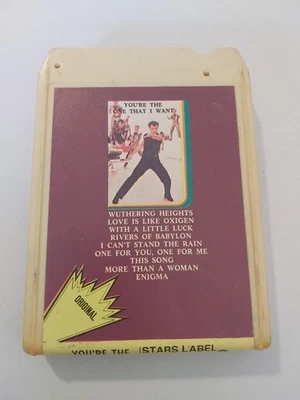 YOU'RE THE
ONE THAT I WANT
WUTHERING HEIGHTS
LOVE IS LIKE OXIGEN
WITH A LITTLE LUCK
RIVERS OF BABYLON
I CAN'T STAND THE RAIN
ONE FOR YOU, ONE FOR ME
THIS SONG
MORE THAN A WOMAN
ENIGMA
ORIGINAL
YOU'RE THE
STARS LABEL